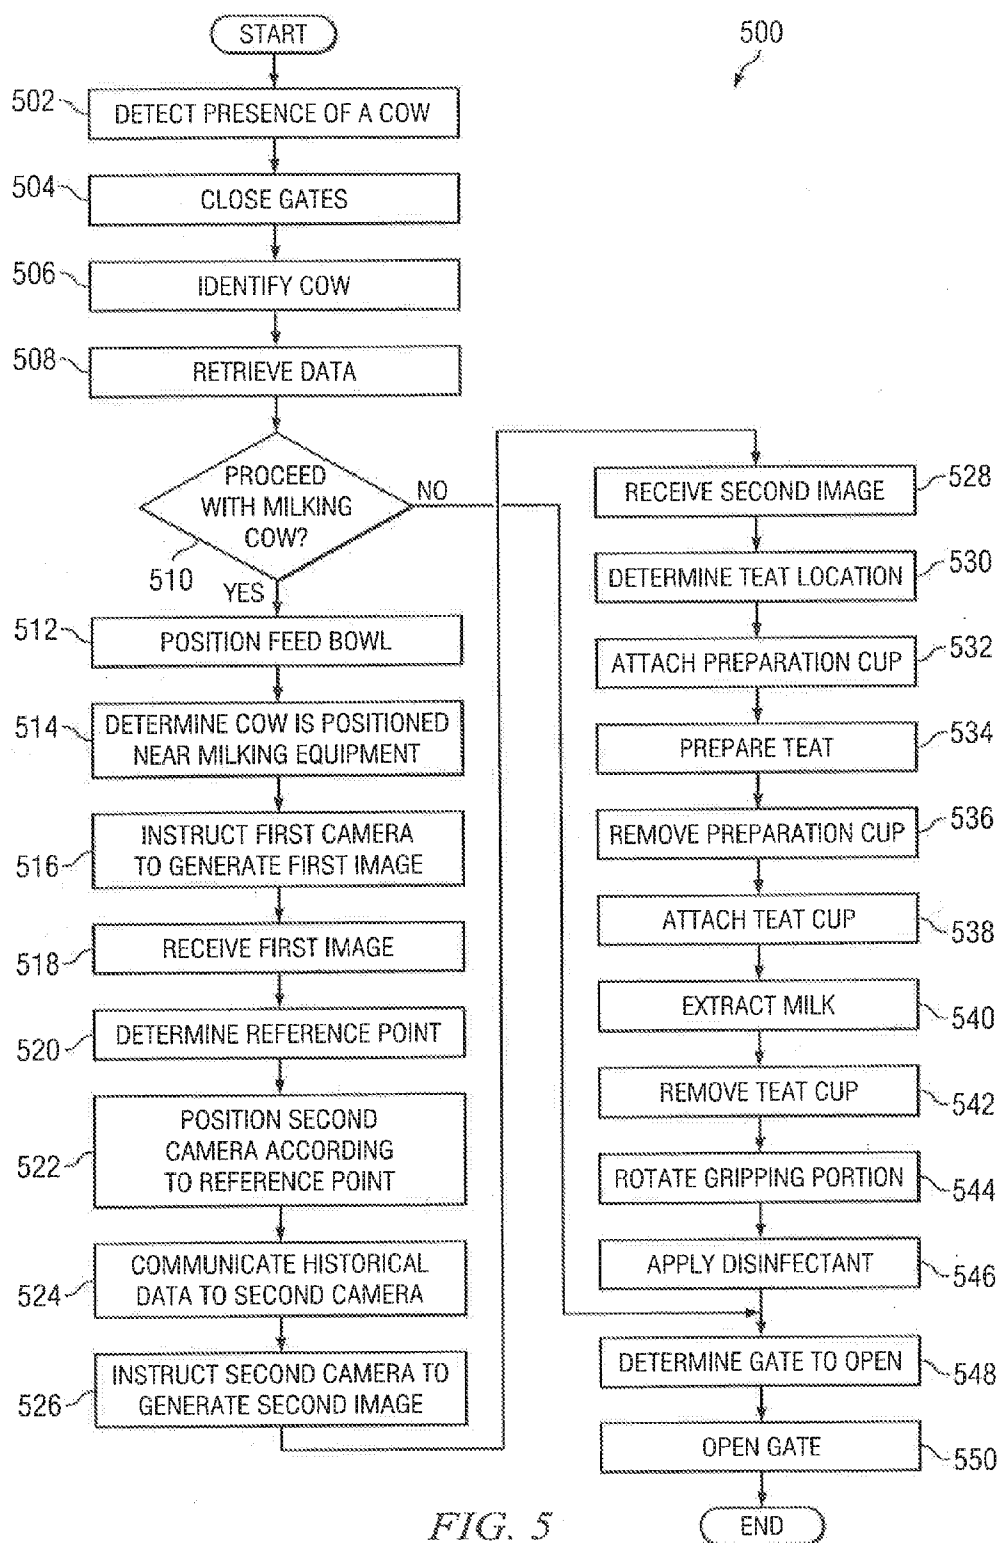 START
500
502
DETECT PRESENCE OF A COW
504
CLOSE GATES
506
IDENTIFY COW
508
RETRIEVE DATA
PROCEED
WITH MILKING
COW?
510
NO
YES
512
POSITION FEED BOWL
514
DETERMINE COW IS POSITIONED
NEAR MILKING EQUIPMENT
516
INSTRUCT FIRST CAMERA
TO GENERATE FIRST IMAGE
518
RECEIVE FIRST IMAGE
520
DETERMINE REFERENCE POINT
522
POSITION SECOND
CAMERA ACCORDING
TO REFERENCE POINT
524
COMMUNICATE HISTORICAL
DATA TO SECOND CAMERA
526
INSTRUCT SECOND CAMERA TO
GENERATE SECOND IMAGE
RECEIVE SECOND IMAGE
528
DETERMINE TEAT LOCATION
530
ATTACH PREPARATION CUP
532
PREPARE TEAT
534
REMOVE PREPARATION CUP
536
ATTACH TEAT CUP
538
EXTRACT MILK
540
REMOVE TEAT CUP
542
ROTATE GRIPPING PORTION
544
APPLY DISINFECTANT
546
DETERMINE GATE TO OPEN
548
OPEN GATE
550
END
FIG. 5